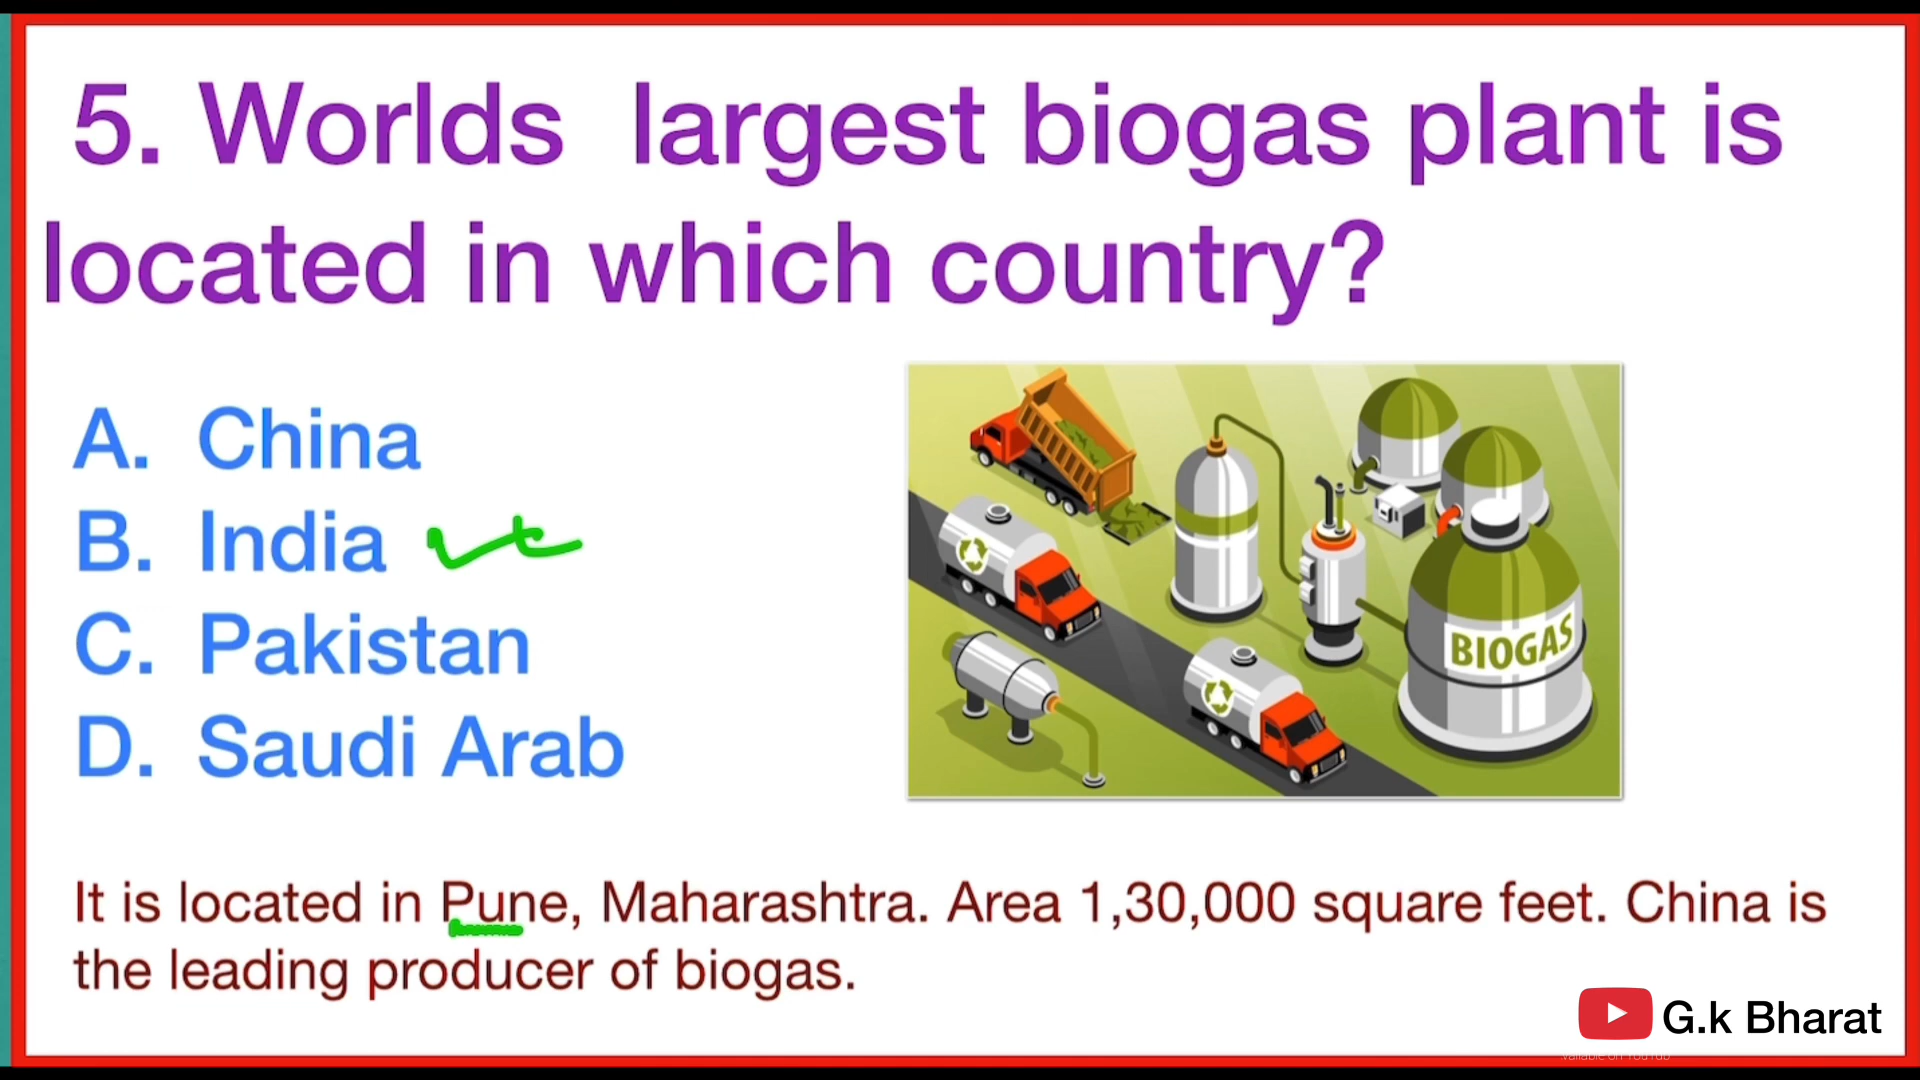 5. Worlds largest biogas plant is
located in which country?
A. China
B. India
C. Pakistan
D. Saudi Arab
BIOGAS
It is located in Pune, Maharashtra. Area 1,30,000 square feet. China is
the leading producer of biogas.
G.k Bharat